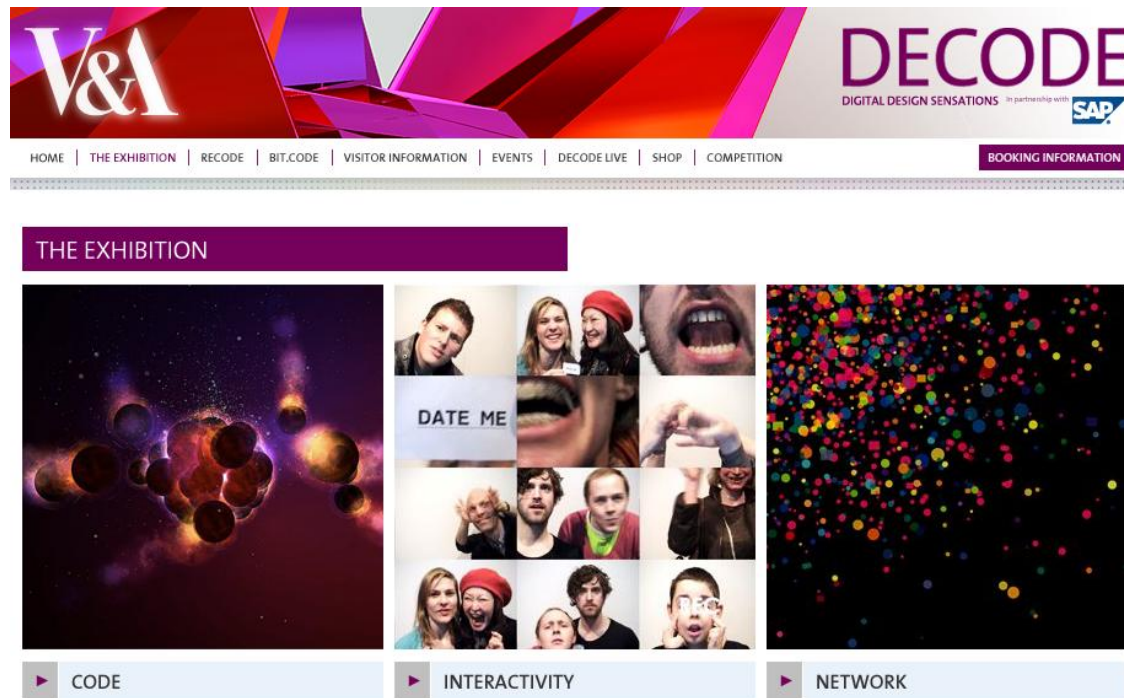 V&A
DECODE
DIGITAL DESIGN SENSATIONS In partnership with SAP
HOME | THE EXHIBITION | RECODE | BIT.CODE | VISITOR INFORMATION | EVENTS | DECODE LIVE | SHOP | COMPETITION
BOOKING INFORMATION
THE EXHIBITION
DATE ME
REC
CODE
INTERACTIVITY
NETWORK